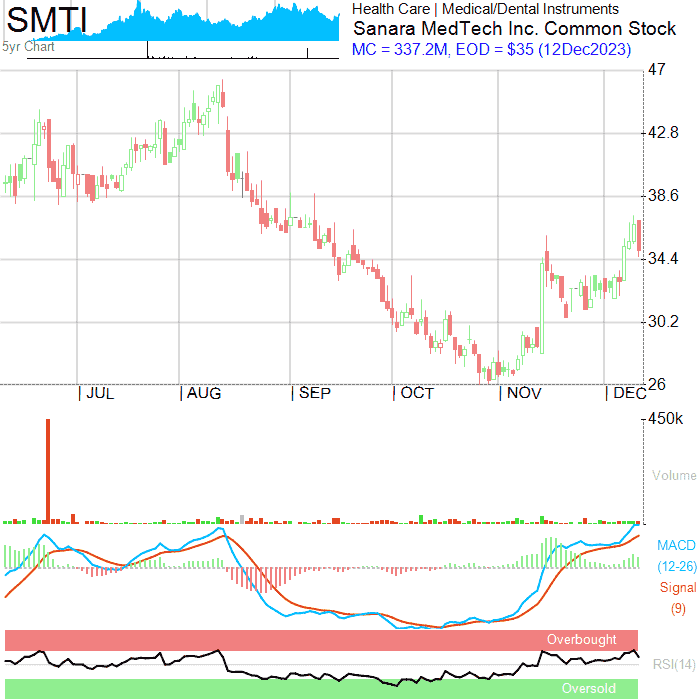 SMTI
5yr Chart
Health Care | Medical/Dental Instruments
Sanara MedTech Inc. Common Stock
MC = 337.2M, EOD = $35 (12Dec2023)
47
42.8
38.6
34.4
30.2
26
| JUL | AUG | SEP | OCT | NOV | DEC
450k
Volume
MACD
(12-26)
Signal
(9)
Overbought
RSI(14)
Oversold